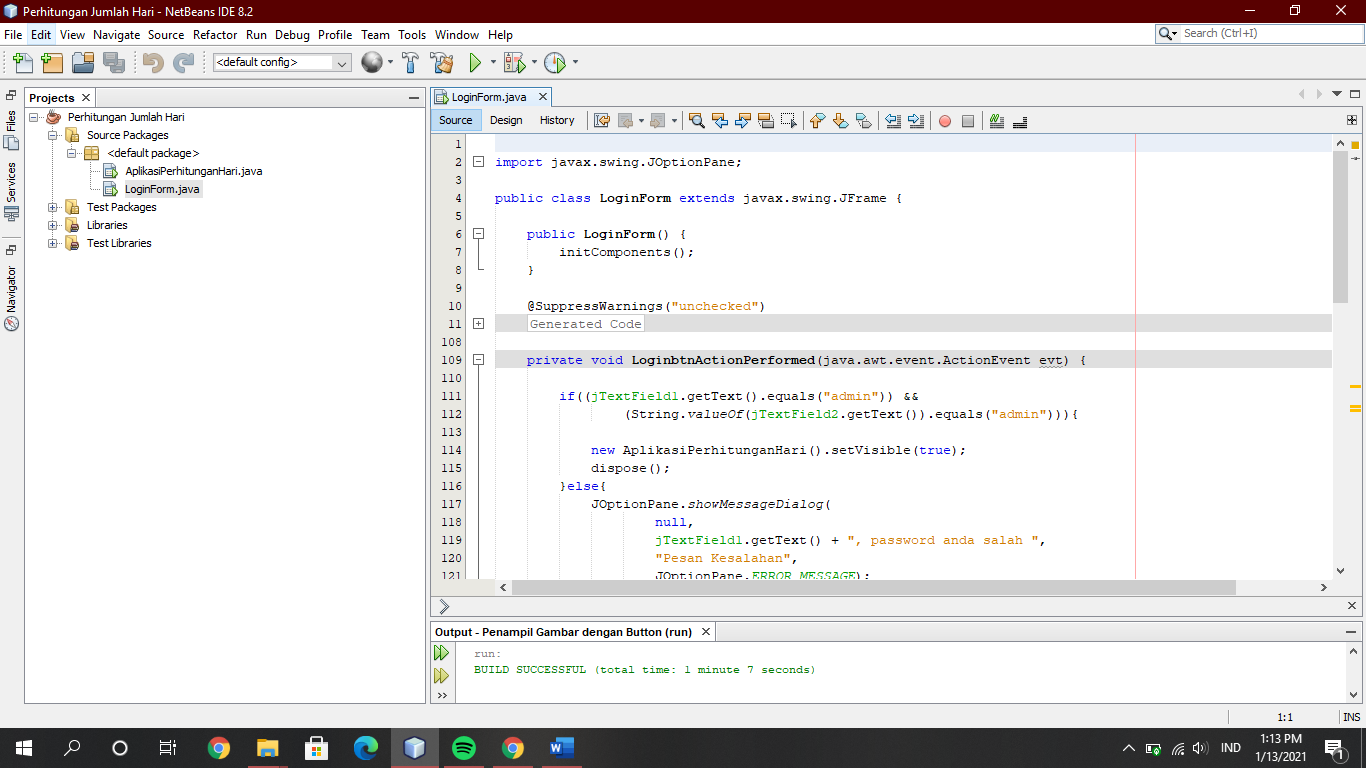 Perhitungan Jumlah Hari - NetBeans IDE 8.2
File Edit View Navigate Source Refactor Run Debug Profile Team Tools Window Help
Search (Ctrl+I)
<default config>
Projects
Files
Services
Navigator
Perhitungan Jumlah Hari
Source Packages
<default package>
AplikasiPerhitunganHari.java
LoginForm.java
Test Packages
Libraries
Test Libraries
LoginForm.java
Source Design History
1
2 import javax.swing.JOptionPane;
3
4 public class LoginForm extends javax.swing.JFrame {
5
6 public LoginForm() {
7 initComponents();
8 }
9
10 @SuppressWarnings("unchecked")
11 Generated Code
108
109 private void LoginbtnActionPerformed(java.awt.event.ActionEvent evt) {
110
111 if((jTextField1.getText().equals("admin")) &&
112 (String.valueOf(jTextField2.getText()).equals("admin"))){
113
114 new AplikasiPerhitunganHari().setVisible(true);
115 dispose();
116 }else{
117 JOptionPane.showMessageDialog(
118 null,
119 jTextField1.getText() + ", password anda salah ",
120 "Pesan Kesalahan",
121 JOptionPane.ERROR_MESSAGE);
Output - Penampil Gambar dengan Button (run)
run:
BUILD SUCCESSFUL (total time: 1 minute 7 seconds)
1:1 INS
IND
1:13 PM
1/13/2021
1